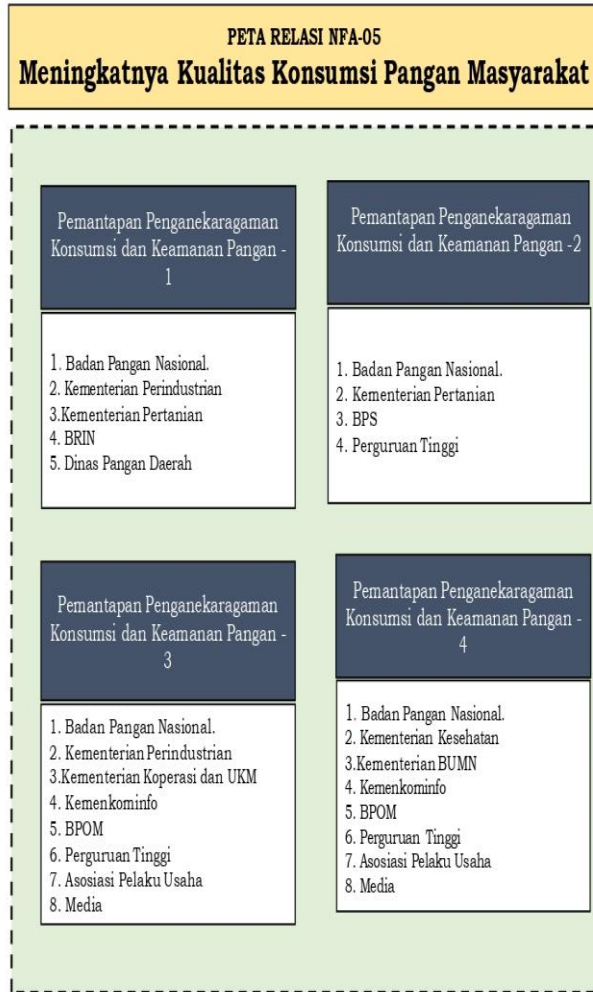 PETA RELASI NFA-05
Meningkatnya Kualitas Konsumsi Pangan Masyarakat
Pemantapan Penganekaragaman
Konsumsi dan Keamanan Pangan -
1
1. Badan Pangan Nasional.
2. Kementerian Perindustrian
3.Kementerian Pertanian
4. BRIN
5. Dinas Pangan Daerah
Pemantapan Penganekaragaman
Konsumsi dan Keamanan Pangan -2
1. Badan Pangan Nasional.
2. Kementerian Pertanian
3. BPS
4. Perguruan Tinggi
Pemantapan Penganekaragaman
Konsumsi dan Keamanan Pangan -
3
1. Badan Pangan Nasional.
2. Kementerian Perindustrian
3.Kementerian Koperasi dan UKM
4. Kemenkominfo
5. BPOM
6. Perguruan Tinggi
7. Asosiasi Pelaku Usaha
8. Media
Pemantapan Penganekaragaman
Konsumsi dan Keamanan Pangan -
4
1. Badan Pangan Nasional.
2. Kementerian Kesehatan
3.Kementerian BUMN
4. Kemenkominfo
5. BPOM
6. Perguruan Tinggi
7. Asosiasi Pelaku Usaha
8. Media